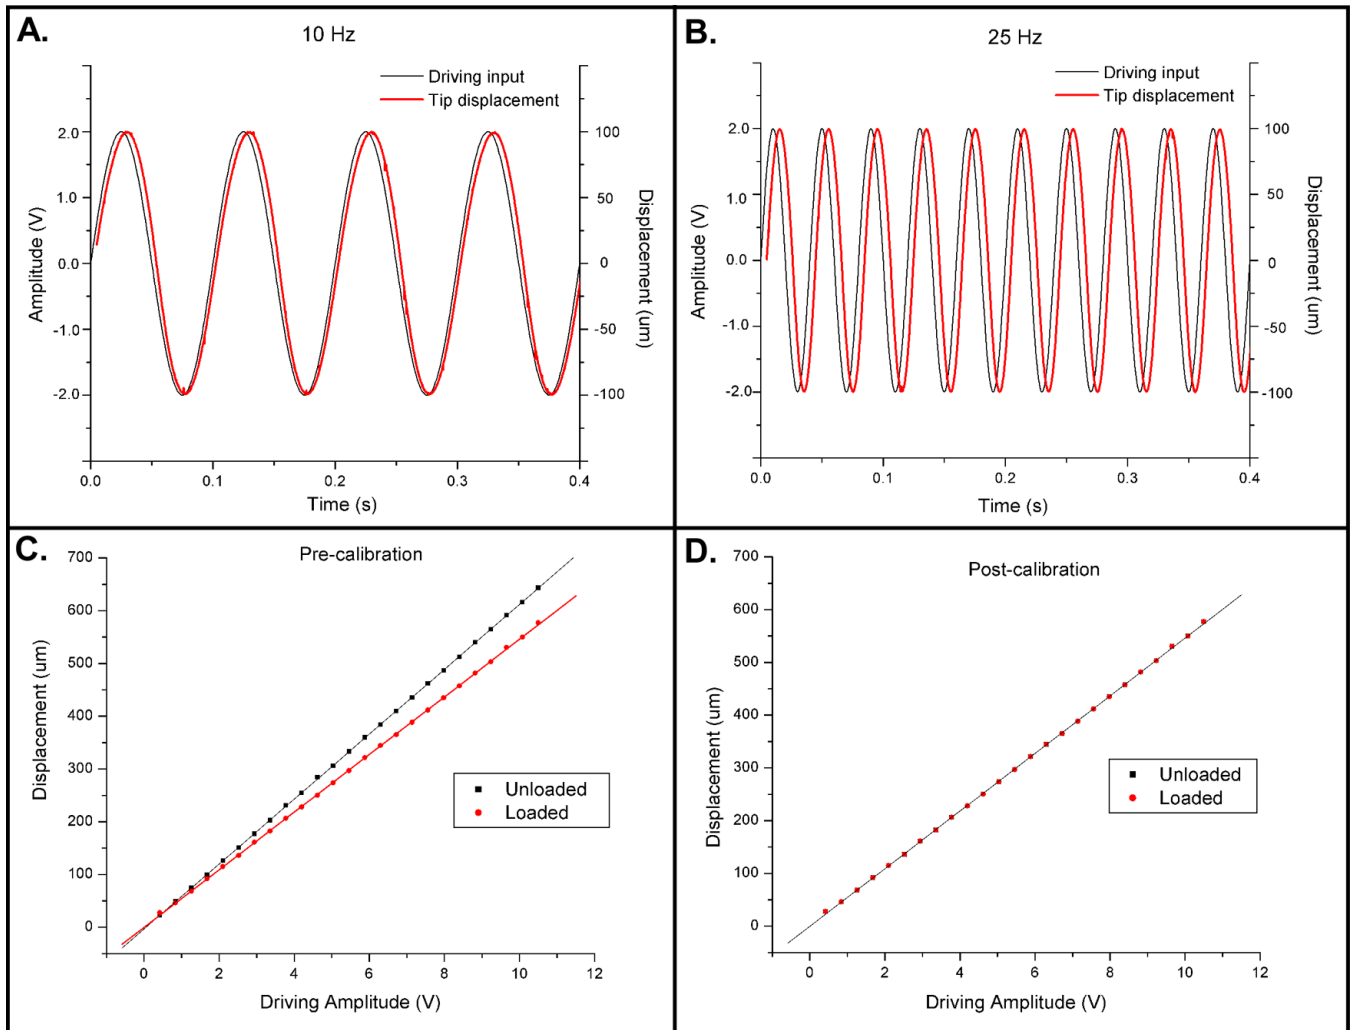 A.
10 Hz
Driving input
Tip displacement
2.0
1.0
0.0
-1.0
-2.0
Amplitude (V)
100
50
0
-50
-100
Displacement (um)
0.0
0.1
0.2
0.3
0.4
Time (s)
B.
25 Hz
Driving input
Tip displacement
2.0
1.0
0.0
-1.0
-2.0
Amplitude (V)
100
50
0
-50
-100
Displacement (um)
0.0
0.1
0.2
0.3
0.4
Time (s)
C.
Pre-calibration
700
600
500
400
300
200
100
0
Displacement (um)
Unloaded
Loaded
0
2
4
6
8
10
12
Driving Amplitude (V)
D.
Post-calibration
700
600
500
400
300
200
100
0
Displacement (um)
Unloaded
Loaded
0
2
4
6
8
10
12
Driving Amplitude (V)